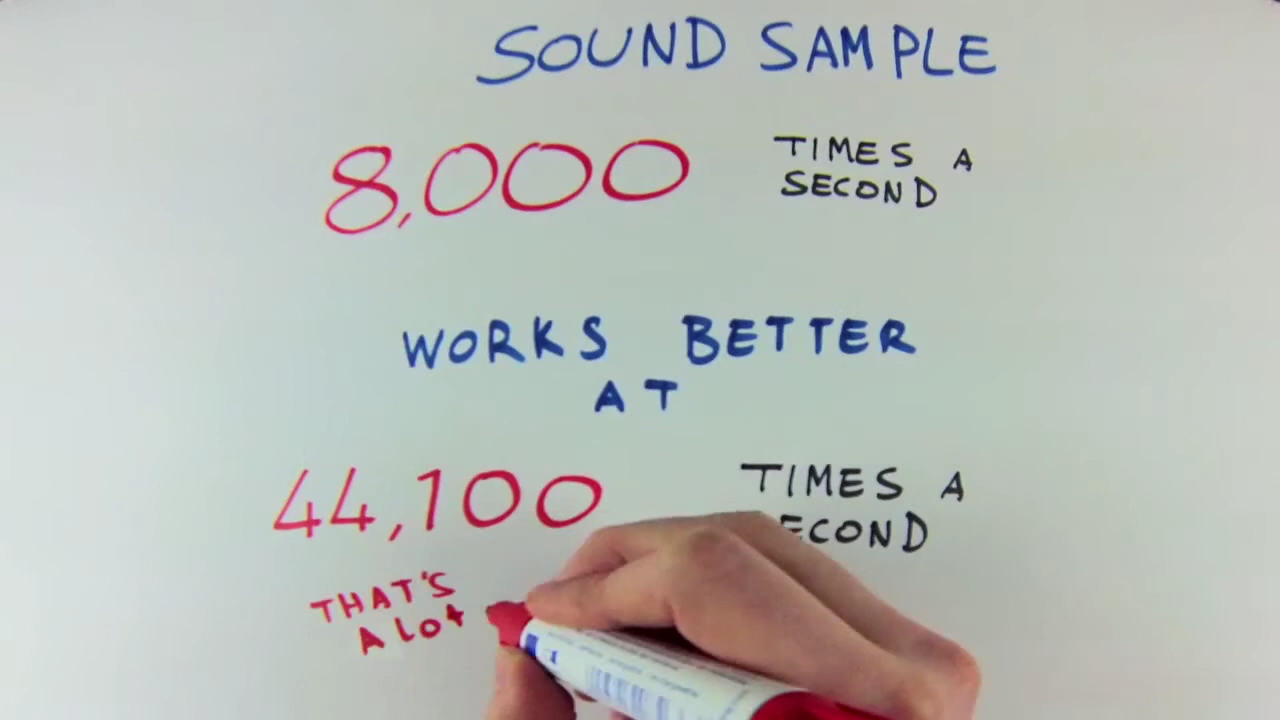 SOUND SAMPLE
8,000 TIMES A
SECOND
WORKS BETTER
AT
44,100 TIMES A
ECOND
THAT'S
A LOT